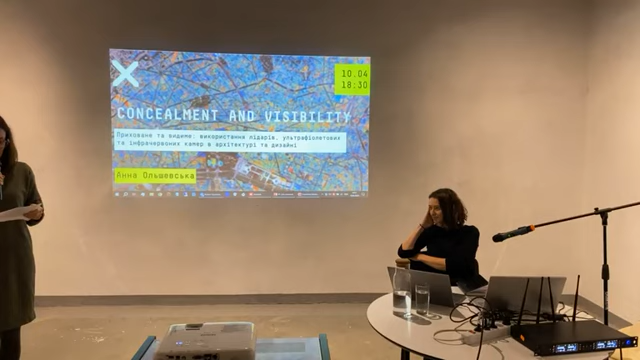 10.04
18:30
CONCEALMENT AND VISIBILITY
Приховане та видиме: використання лідарів, ультрафіолетових
та інфрачервоних камер в архітектурі та дизайні
Анна Ольшевська